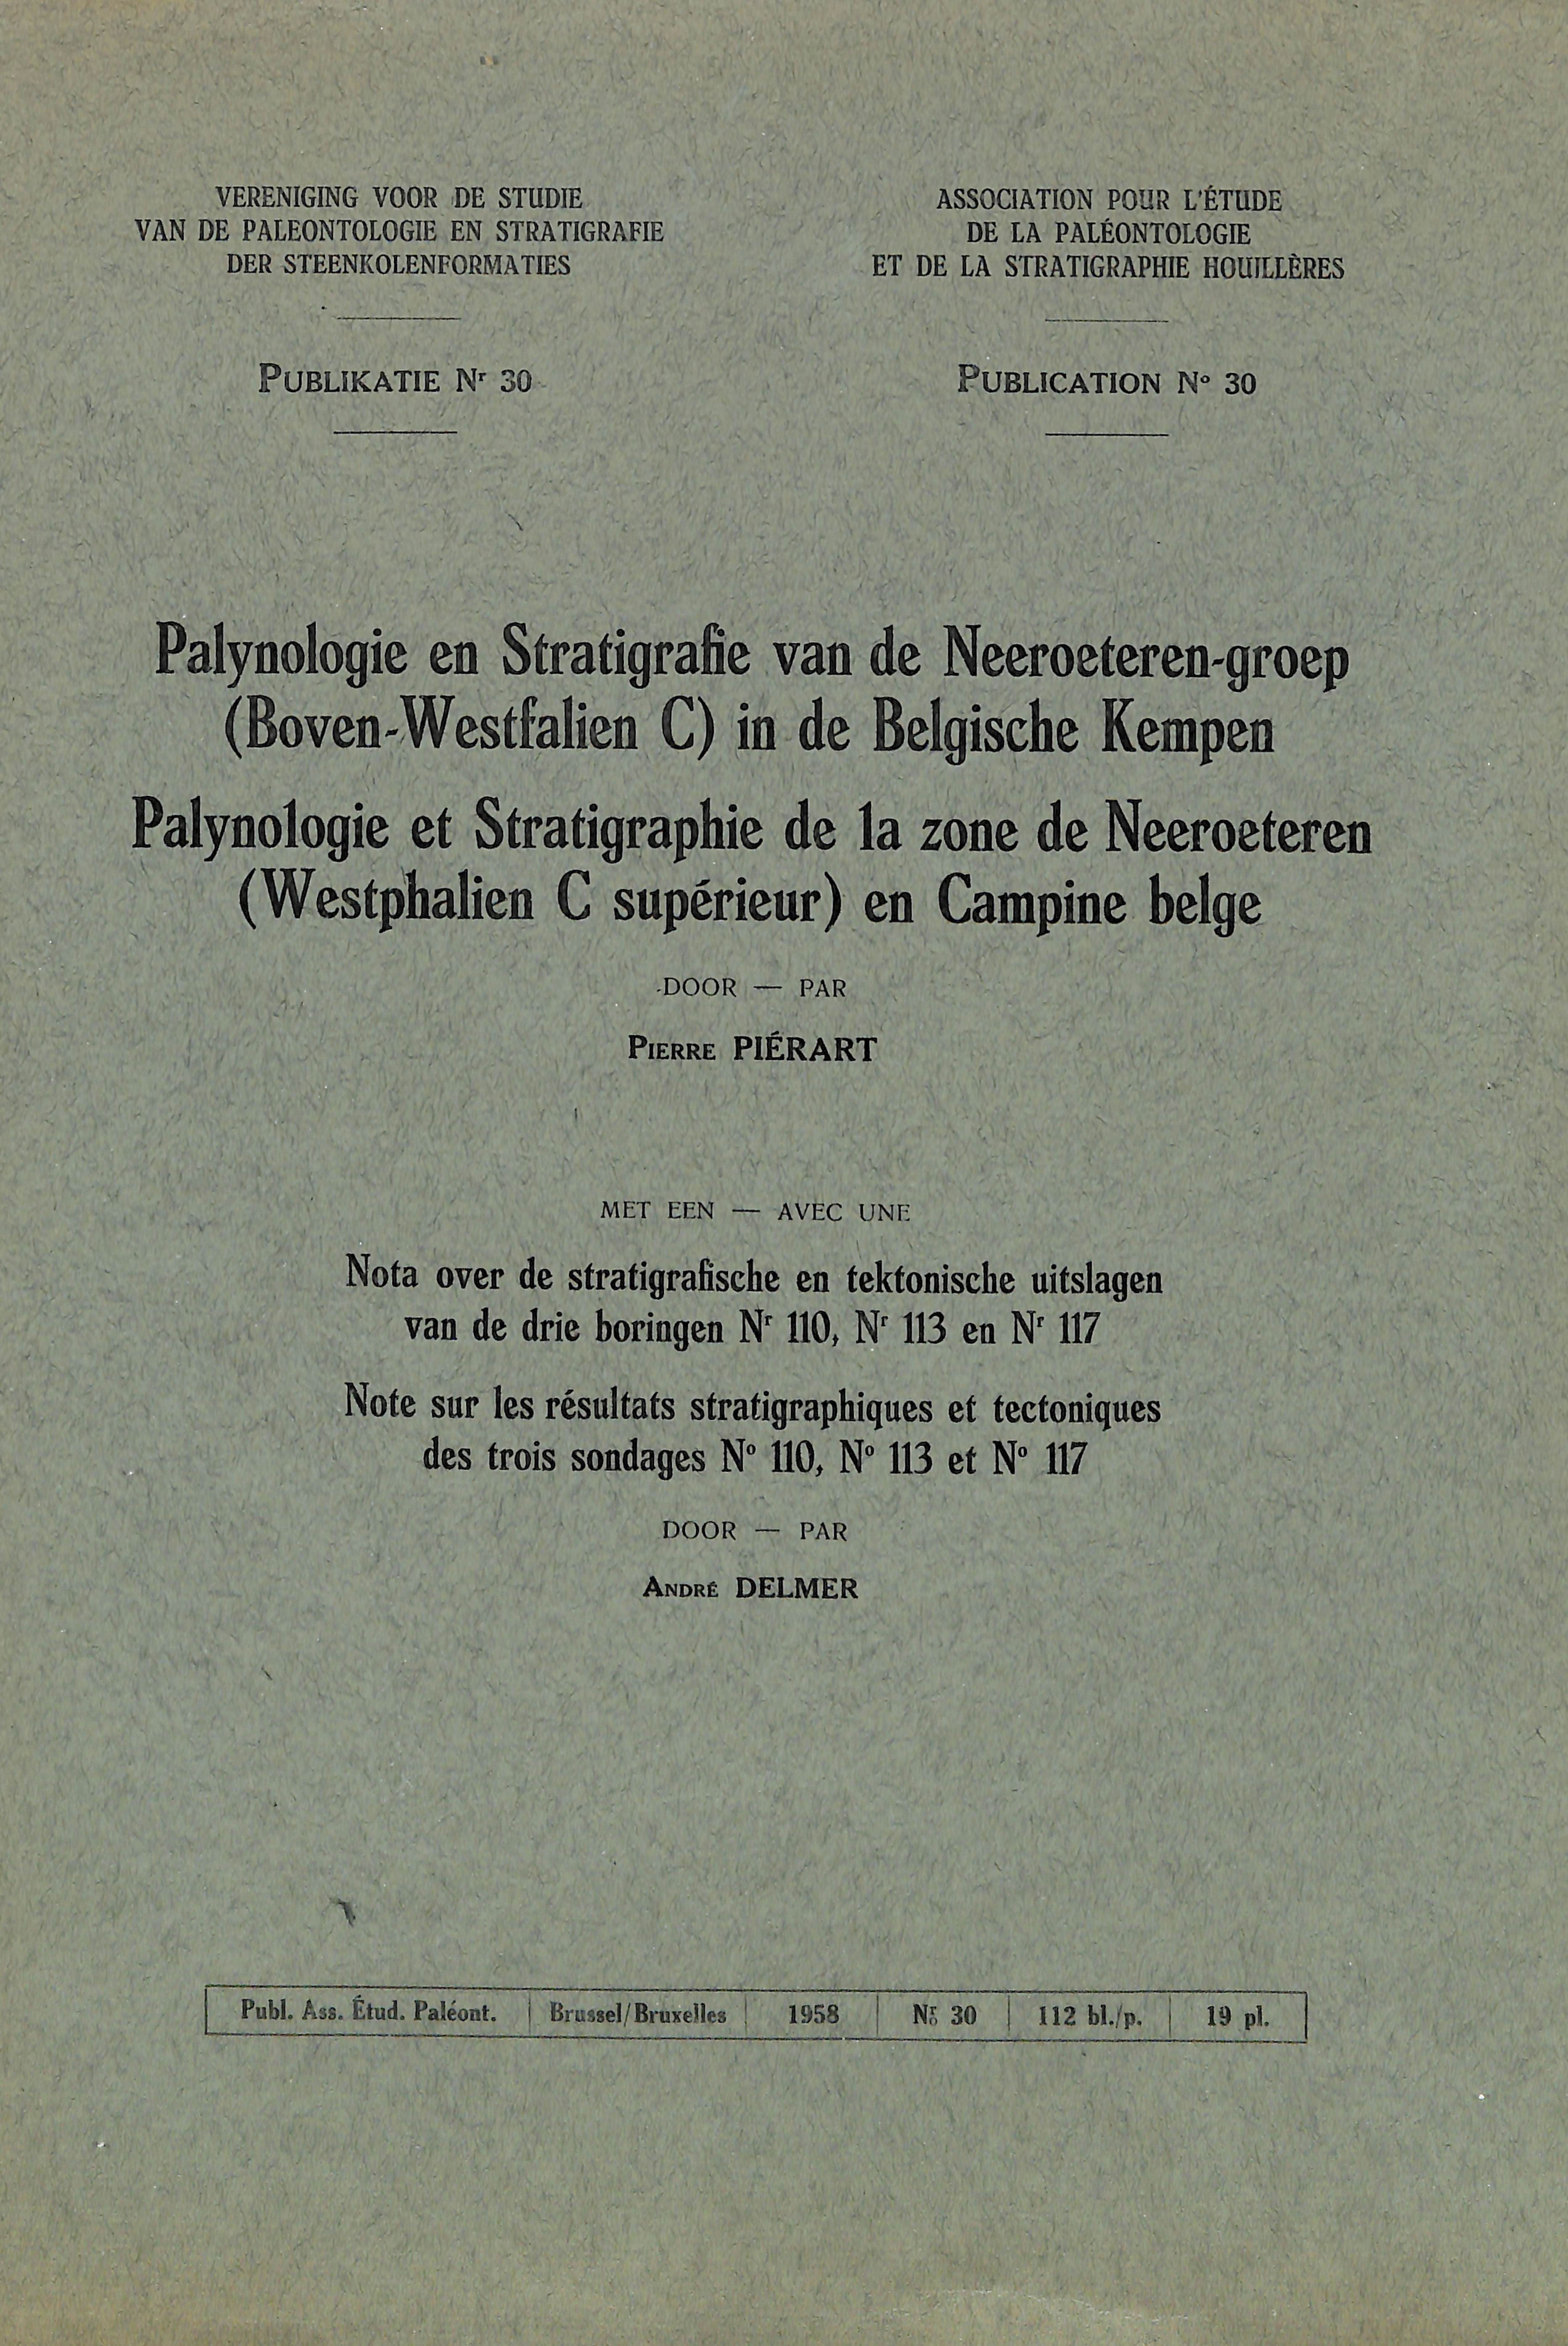 VERENIGING VOOR DE STUDIE
VAN DE PALEONTOLOGIE EN STRATIGRAFIE
DER STEENKOLENFORMATIES
PUBLIKATIE Nr 30
ASSOCIATION POUR L'ÉTUDE
DE LA PALÉONTOLOGIE
ET DE LA STRATIGRAPHIE HOUILLÈRES
PUBLICATION No 30
Palynologie en Stratigrafie van de Neeroeteren-groep
(Boven-Westfalien C) in de Belgische Kempen
Palynologie et Stratigraphie de la zone de Neeroeteren
(Westphalien C supérieur) en Campine belge
DOOR — PAR
PIERRE PIÉRART
MET EEN — AVEC UNE
Nota over de stratigrafische en tektonische uitslagen
van de drie boringen Nr 110, Nr 113 en Nr 117
Note sur les résultats stratigraphiques et tectoniques
des trois sondages No 110, No 113 et No 117
DOOR — PAR
ANDRÉ DELMER
Publ. Ass. Étud. Paléont. | Brussel/Bruxelles | 1958 | Nr/o 30 | 112 bl./p. | 19 pl.